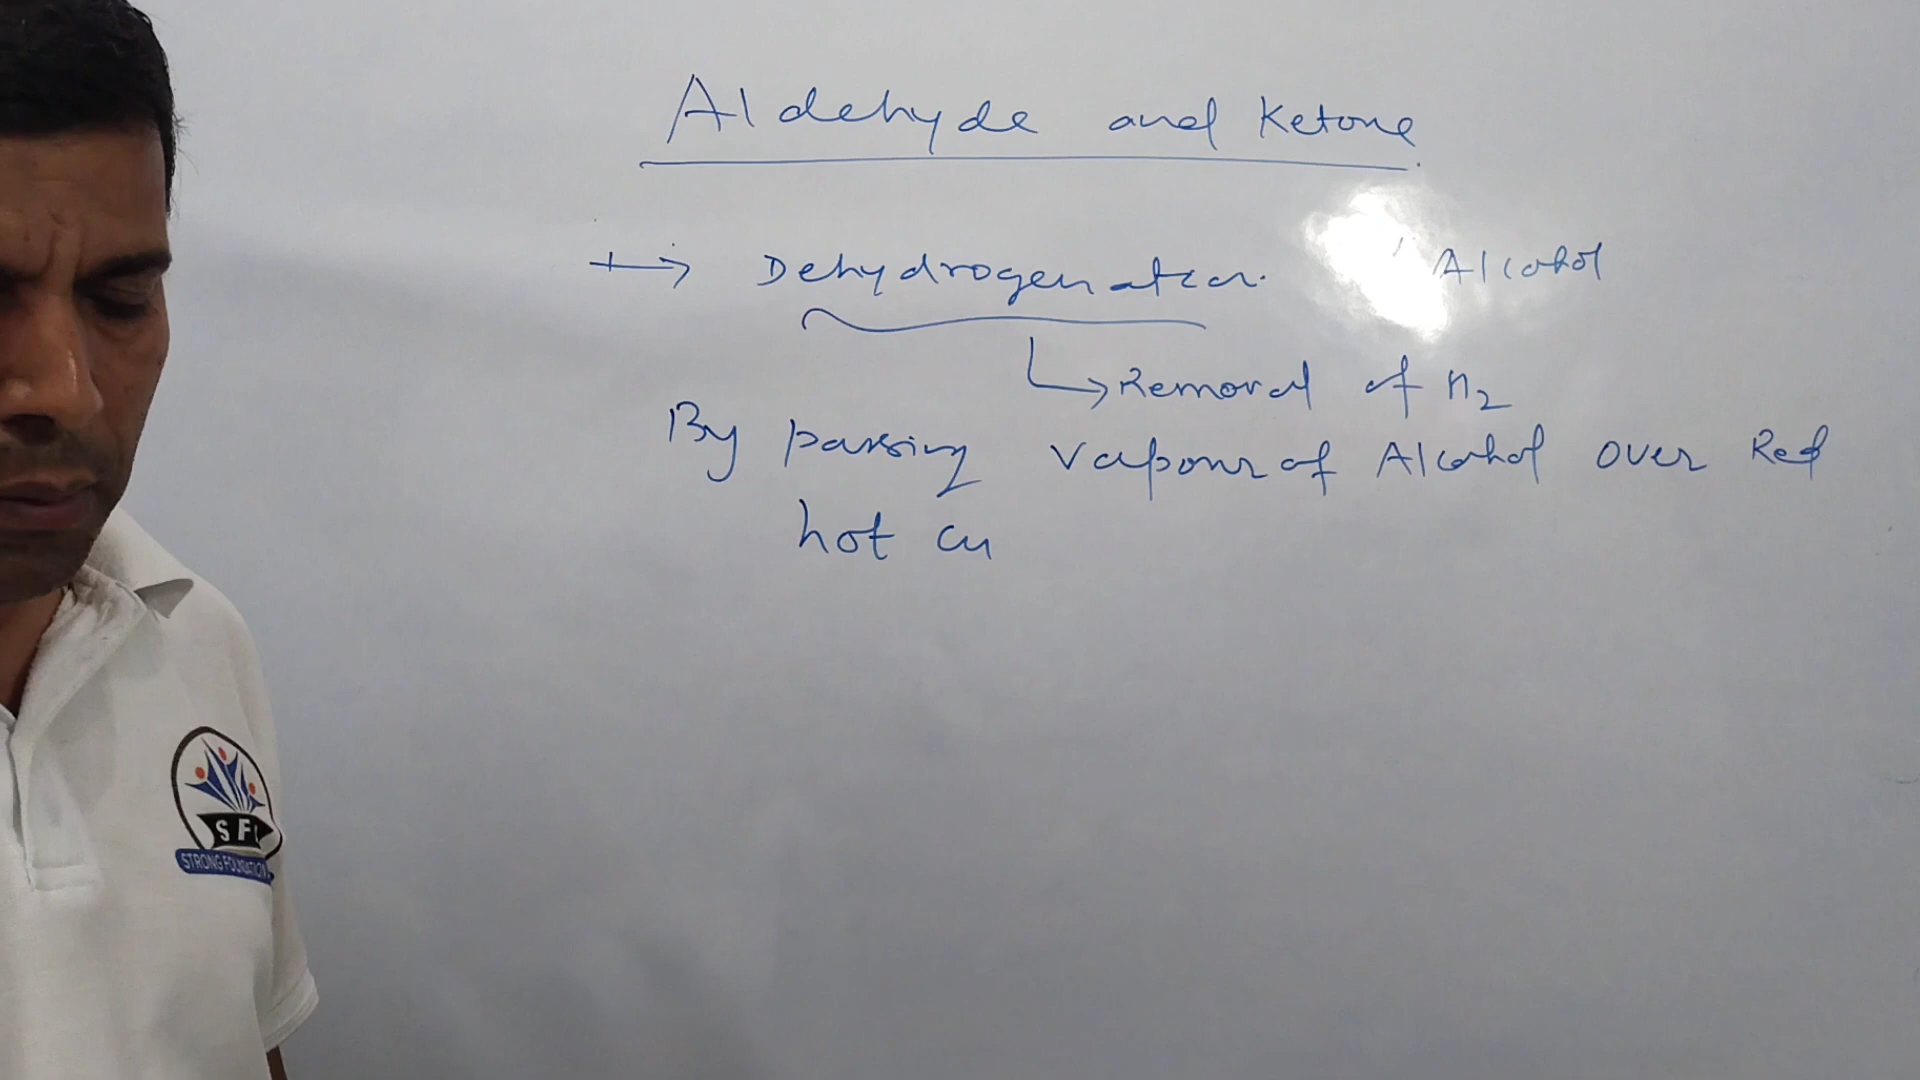 Aldehyde and Ketone
→ Dehydrogenation Alcohol
↳ Removal of H2
By passing vapour of Alcohol over Red
hot Cu
SF
STRONG FOUNDATION